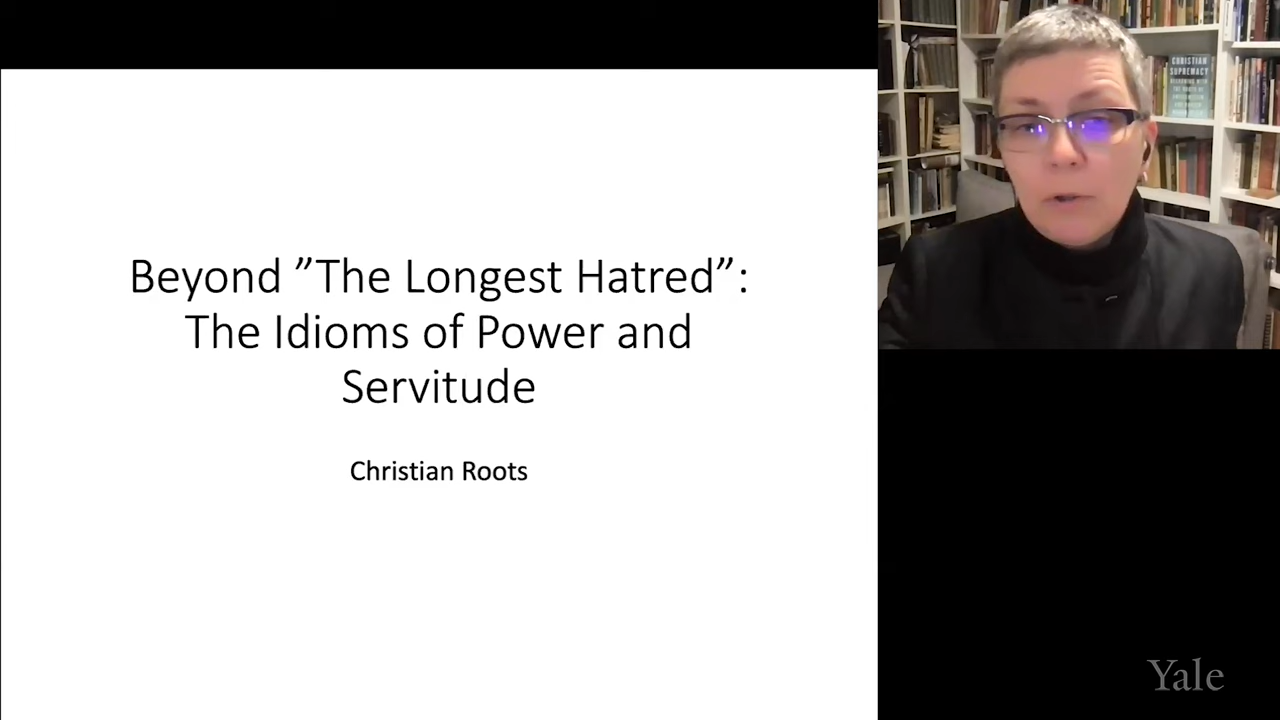 Beyond ”The Longest Hatred”:
The Idioms of Power and
Servitude
Christian Roots
CHRISTIAN
SUPREMACY
Yale